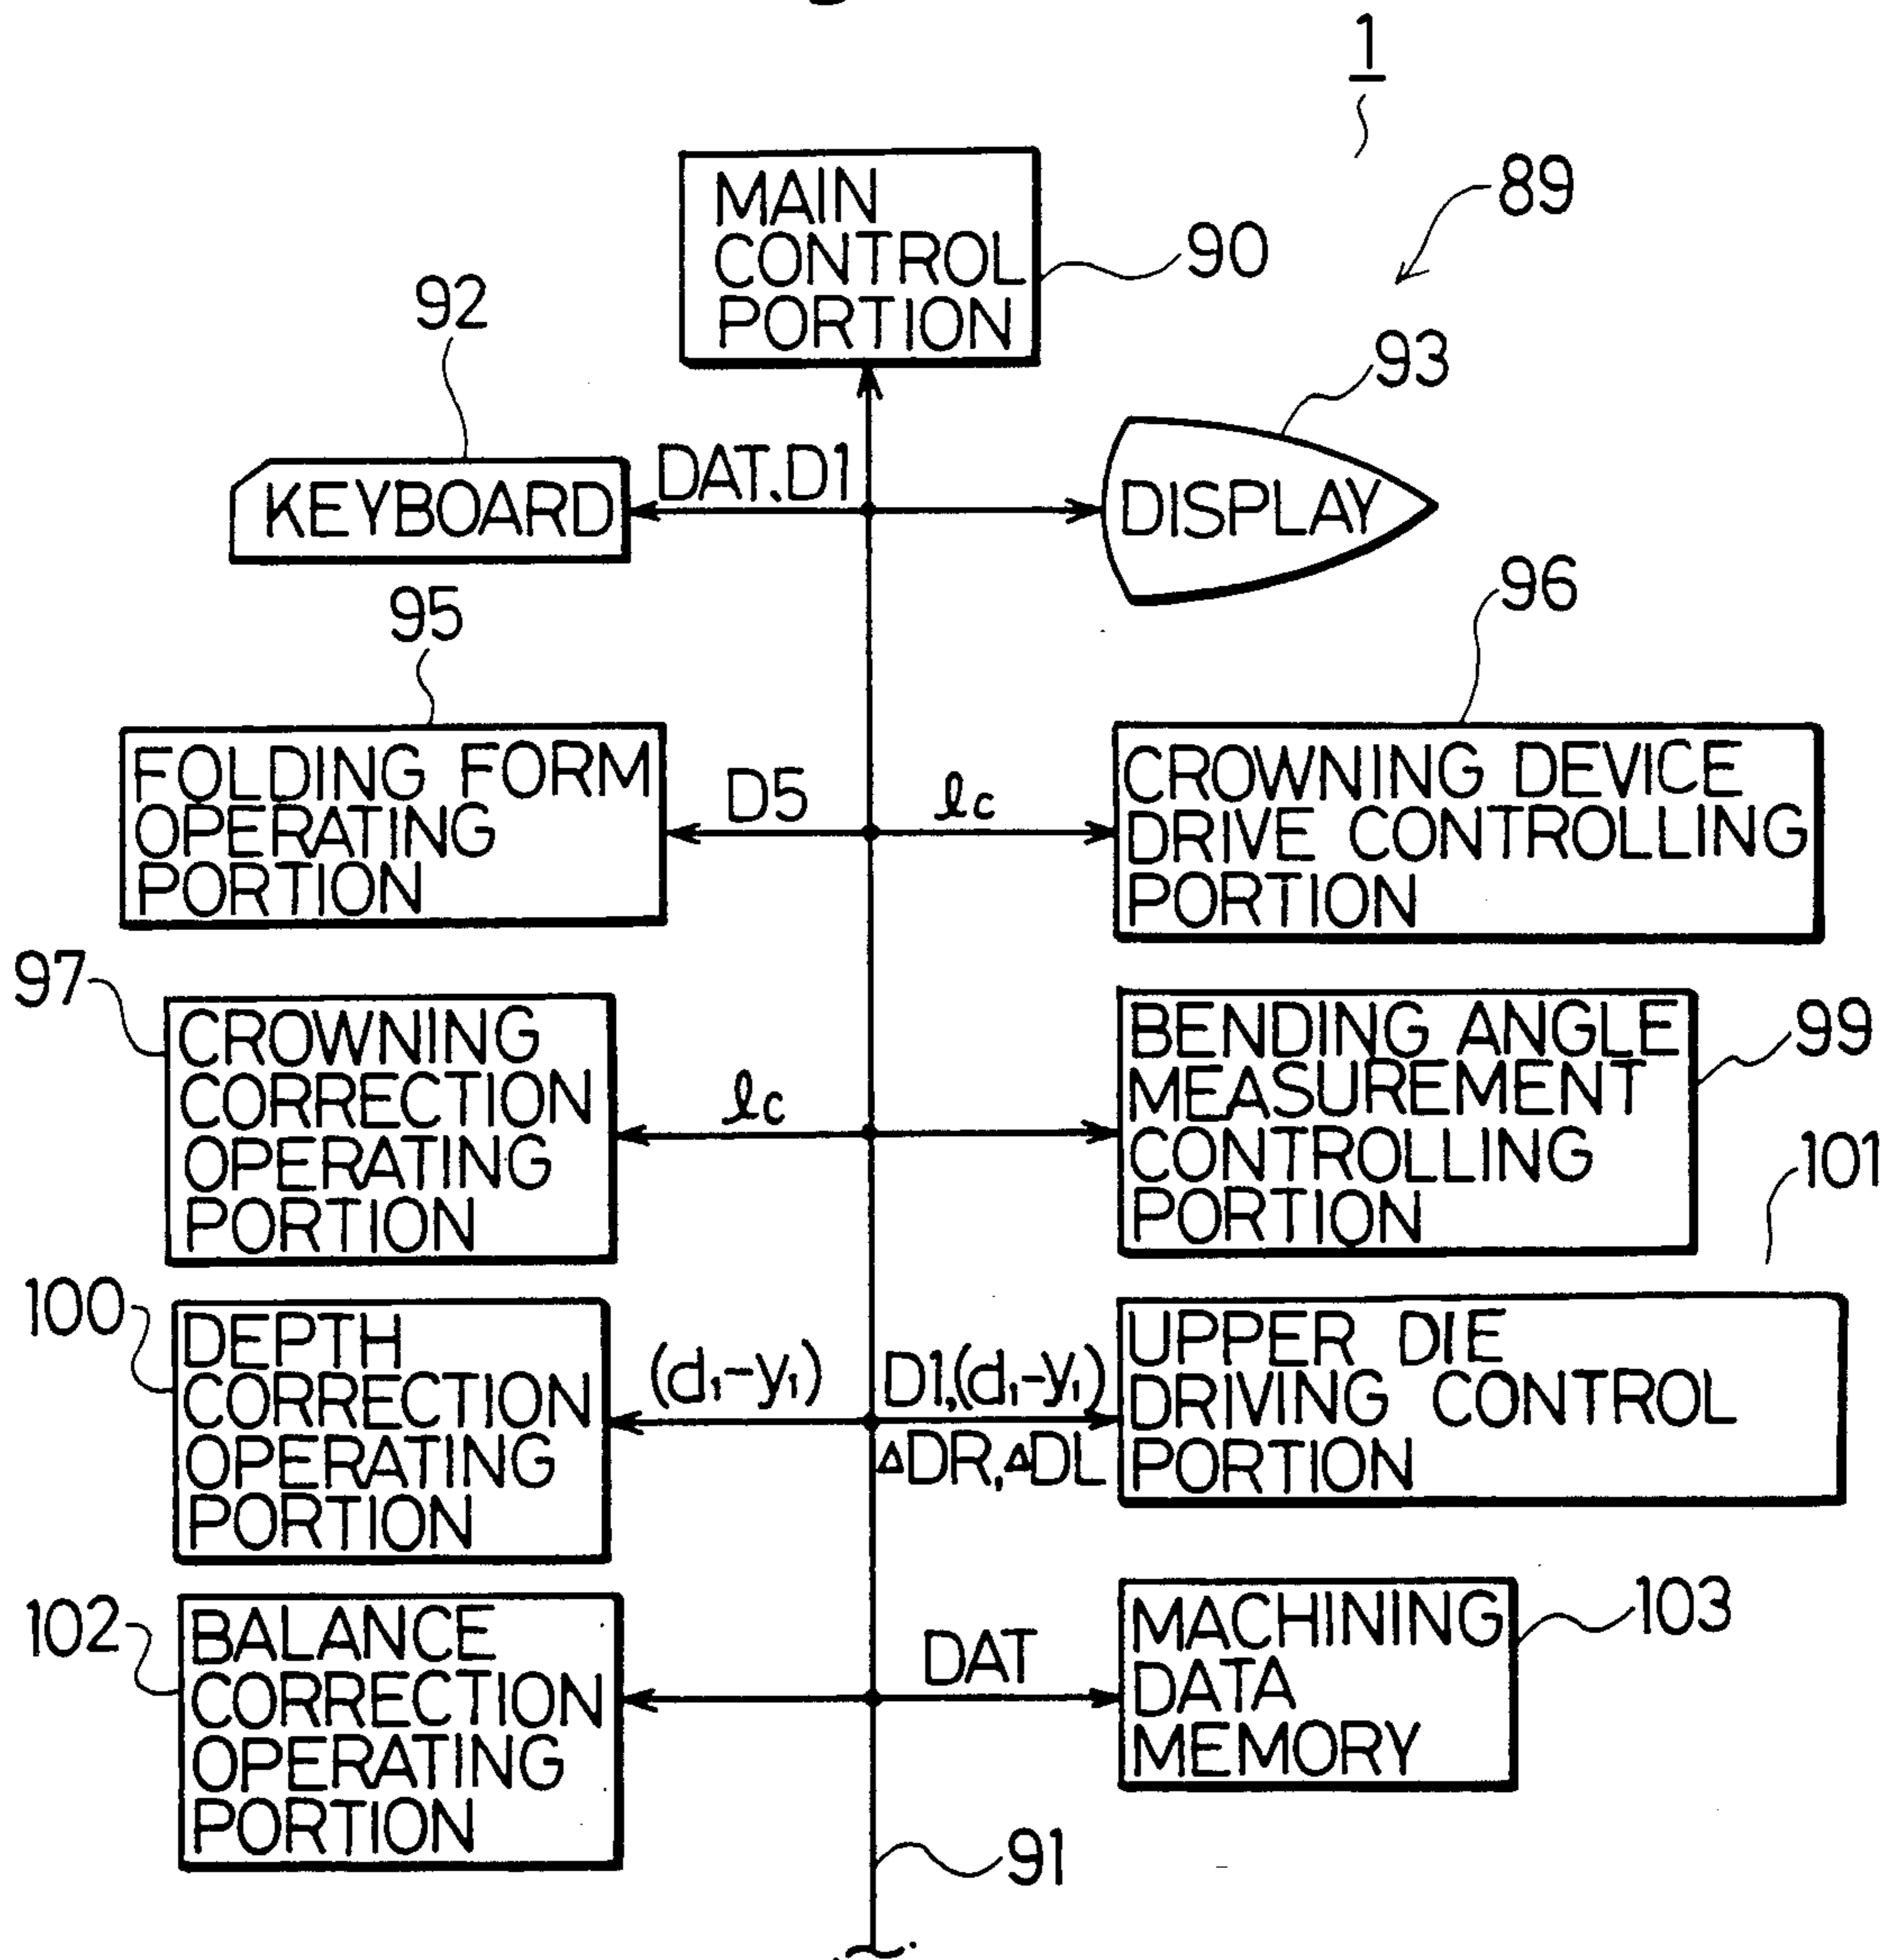 1
89
MAIN
CONTROL
PORTION
90
92
93
KEYBOARD
DAT、D1
DISPLAY
95
96
FOLDING FORM
OPERATING
PORTION
D5
ℓc
CROWNING DEVICE
DRIVE CONTROLLING
PORTION
97
CROWNING
CORRECTION
OPERATING
PORTION
ℓc
BENDING ANGLE
MEASUREMENT
CONTROLLING
PORTION
99
101
100
DEPTH
CORRECTION
OPERATING
PORTION
(d₁-y₁)
D1,(d₁-y₁)
ΔDR,ΔDL
UPPER DIE
DRIVING CONTROL
PORTION
102
BALANCE
CORRECTION
OPERATING
PORTION
DAT
MACHINING
DATA
MEMORY
103
91